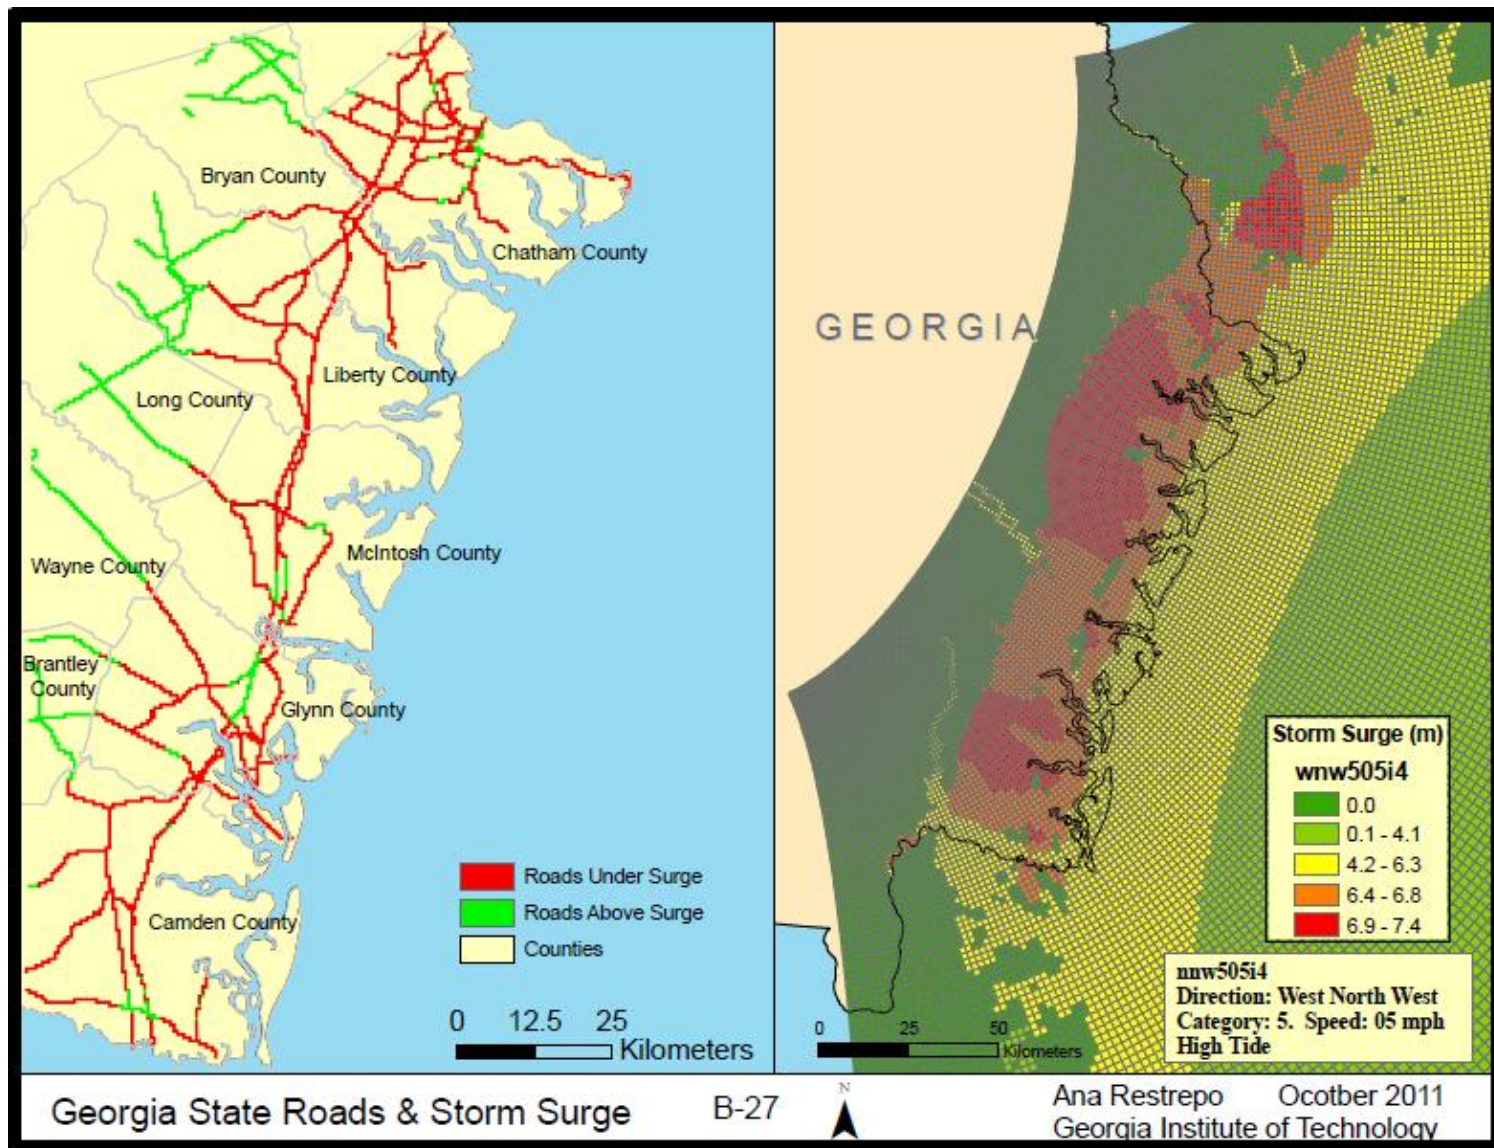 Bryan County
Chatham County
Liberty County
Long County
McIntosh County
Wayne County
Brantley
County
Glynn County
Camden County
Roads Under Surge
Roads Above Surge
Counties
0 12.5 25
Kilometers
GEORGIA
Storm Surge (m)
wnw505i4
0.0
0.1 - 4.1
4.2 - 6.3
6.4 - 6.8
6.9 - 7.4
nnw505i4
Direction: West North West
Category: 5. Speed: 05 mph
High Tide
0 25 50
Kilometers
Georgia State Roads & Storm Surge
B-27
N
Ana Restrepo Ocotber 2011
Georgia Institute of Technology